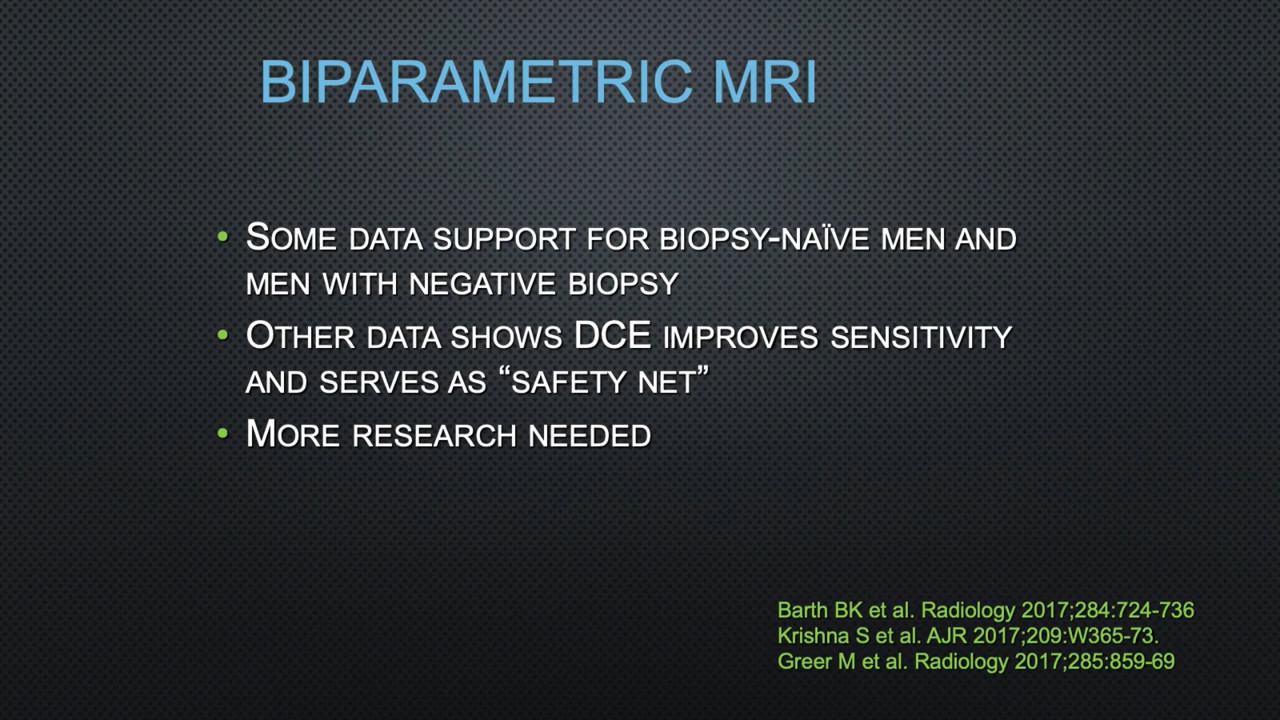 BIPARAMETRIC MRI
• SOME DATA SUPPORT FOR BIOPSY-NAÏVE MEN AND
MEN WITH NEGATIVE BIOPSY
• OTHER DATA SHOWS DCE IMPROVES SENSITIVITY
AND SERVES AS “SAFETY NET”
• MORE RESEARCH NEEDED
Barth BK et al. Radiology 2017;284:724-736
Krishna S et al. AJR 2017;209:W365-73.
Greer M et al. Radiology 2017;285:859-69